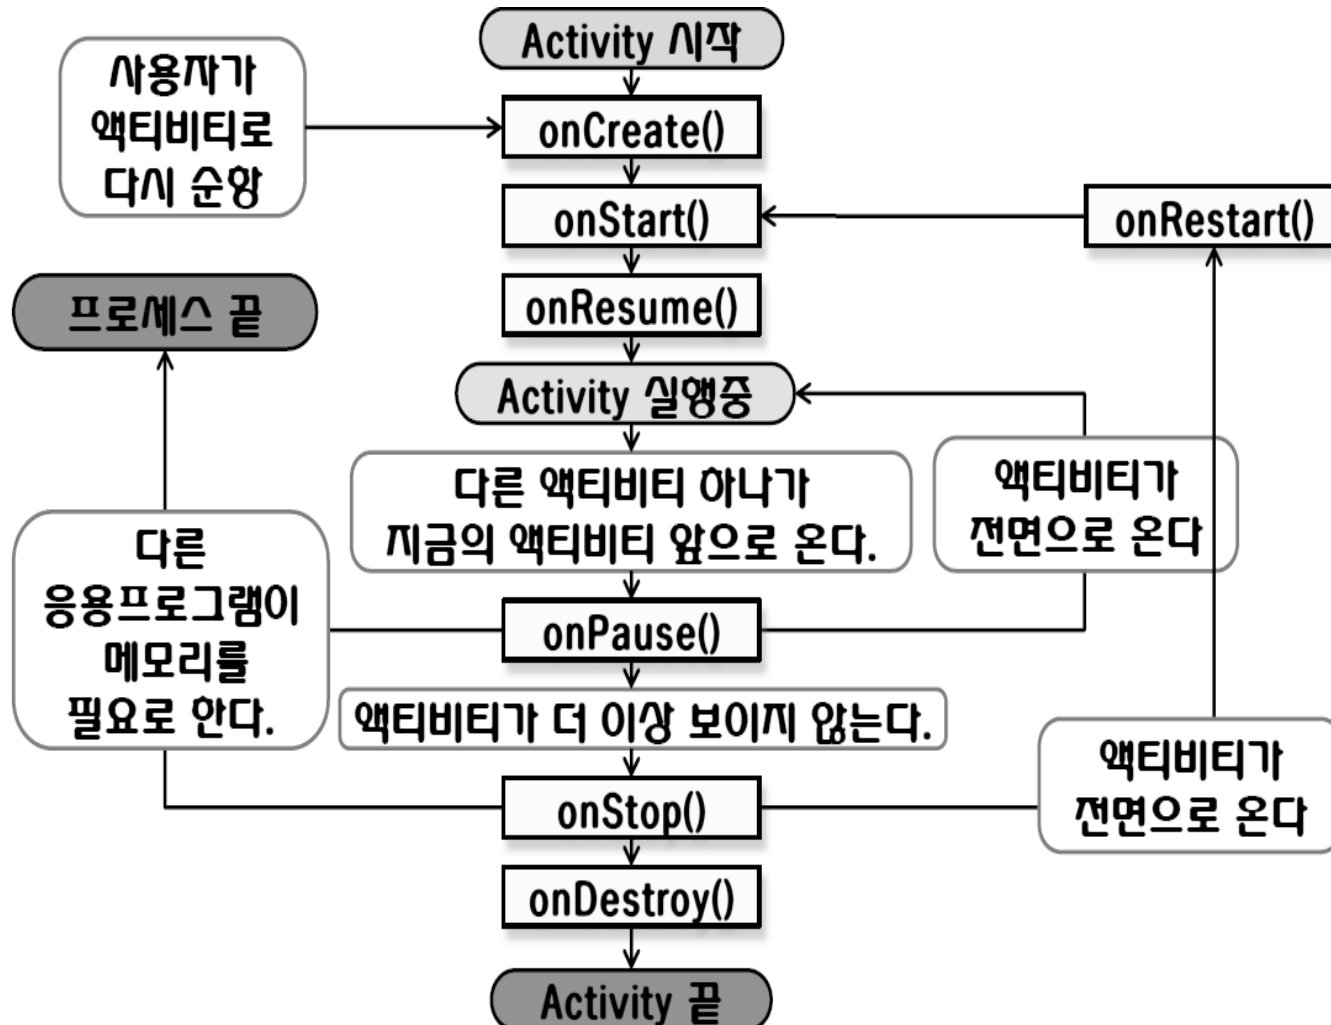 Activity 시작
사용자가
액티비티로
다시 순항
onCreate()
onStart()
onRestart()
onResume()
프로세스 끝
Activity 실행중
다른 액티비티 하나가
지금의 액티비티 앞으로 온다.
액티비티가
전면으로 온다
다른
응용프로그램이
메모리를
필요로 한다.
onPause()
액티비티가 더 이상 보이지 않는다.
onStop()
액티비티가
전면으로 온다
onDestroy()
Activity 끝